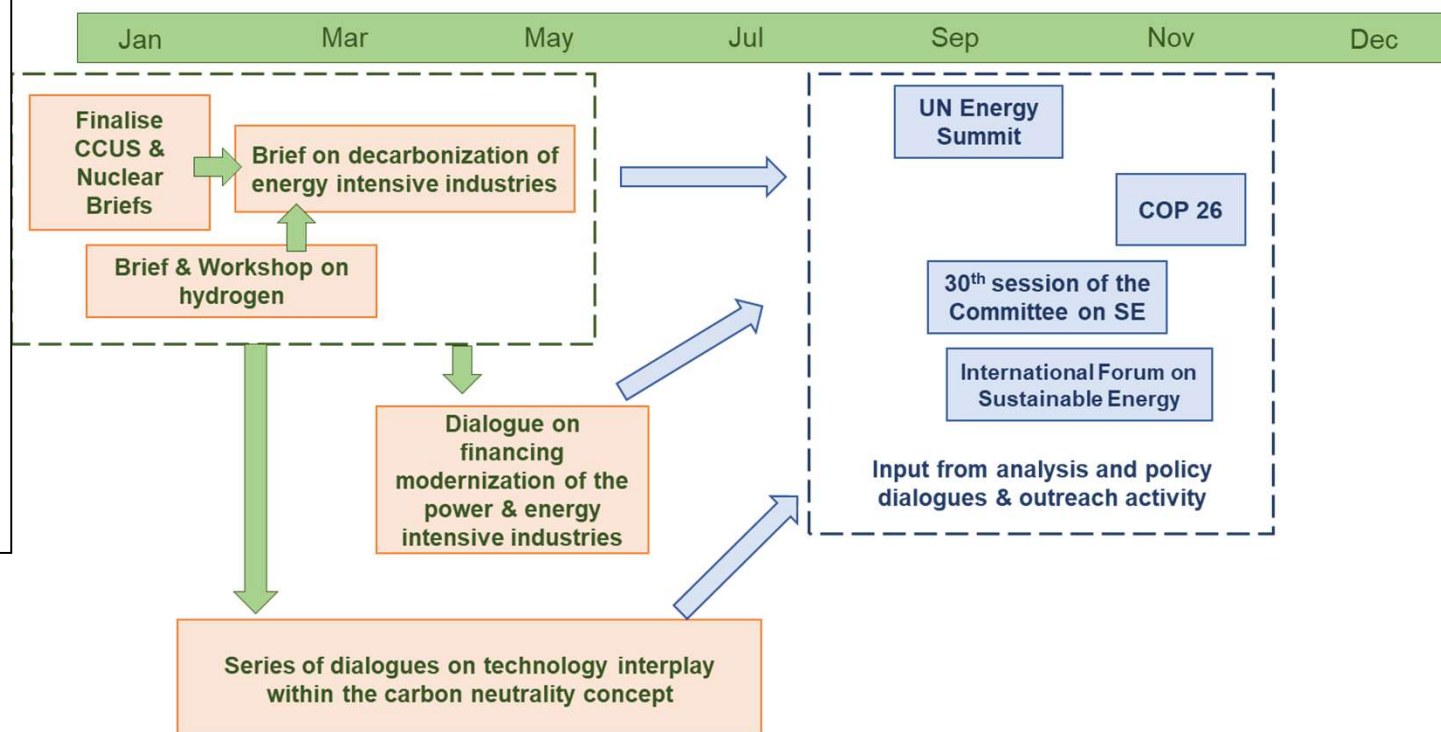 Jan Mar May Jul Sep Nov Dec
Finalise
CCUS &
Nuclear
Briefs
Brief on decarbonization of
energy intensive industries
Brief & Workshop on
hydrogen
Dialogue on
financing
modernization of the
power & energy
intensive industries
Series of dialogues on technology interplay
within the carbon neutrality concept
UN Energy
Summit
COP 26
30th session of the
Committee on SE
International Forum on
Sustainable Energy
Input from analysis and policy
dialogues & outreach activity